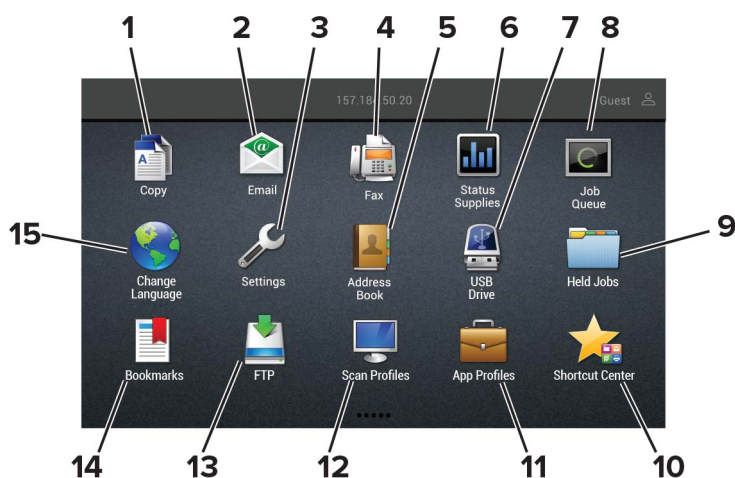 1 2 3 4 5 6 7 8
157.184.50.20 Guest
A @
Copy Email Fax Status Supplies Job Queue
15 9
Change Language Settings Address Book USB Drive Held Jobs
Bookmarks FTP Scan Profiles App Profiles Shortcut Center
14 13 12 11 10